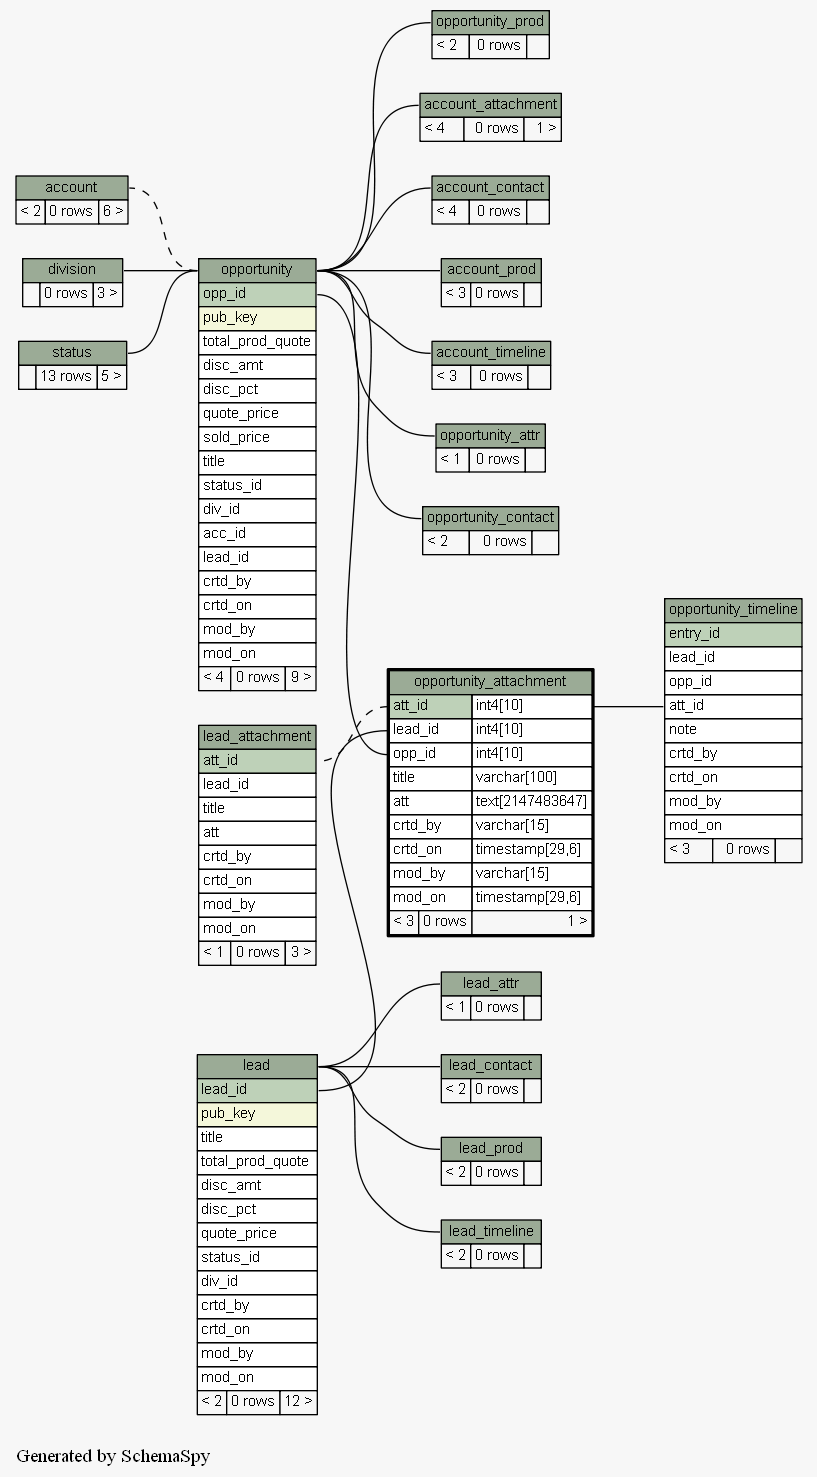 opportunity_prod
< 2 0 rows
account_attachment
< 4 0 rows 1 >
account
< 2 0 rows 6 >
account_contact
< 4 0 rows
division
0 rows 3 >
account_prod
< 3 0 rows
status
13 rows 5 >
account_timeline
< 3 0 rows
opportunity_attr
< 1 0 rows
opportunity_contact
< 2 0 rows
opportunity
opp_id
pub_key
total_prod_quote
disc_amt
disc_pct
quote_price
sold_price
title
status_id
div_id
acc_id
lead_id
crtd_by
crtd_on
mod_by
mod_on
< 4 0 rows 9 >
opportunity_timeline
entry_id
lead_id
opp_id
att_id
note
crtd_by
crtd_on
mod_by
mod_on
< 3 0 rows
opportunity_attachment
att_id int4[10]
lead_id int4[10]
opp_id int4[10]
title varchar[100]
att text[2147483647]
crtd_by varchar[15]
crtd_on timestamp[29,6]
mod_by varchar[15]
mod_on timestamp[29,6]
< 3 0 rows 1 >
lead_attachment
att_id
lead_id
title
att
crtd_by
crtd_on
mod_by
mod_on
< 1 0 rows 3 >
lead_attr
< 1 0 rows
lead_contact
< 2 0 rows
lead_prod
< 2 0 rows
lead_timeline
< 2 0 rows
lead
lead_id
pub_key
title
total_prod_quote
disc_amt
disc_pct
quote_price
status_id
div_id
crtd_by
crtd_on
mod_by
mod_on
< 2 0 rows 12 >
Generated by SchemaSpy